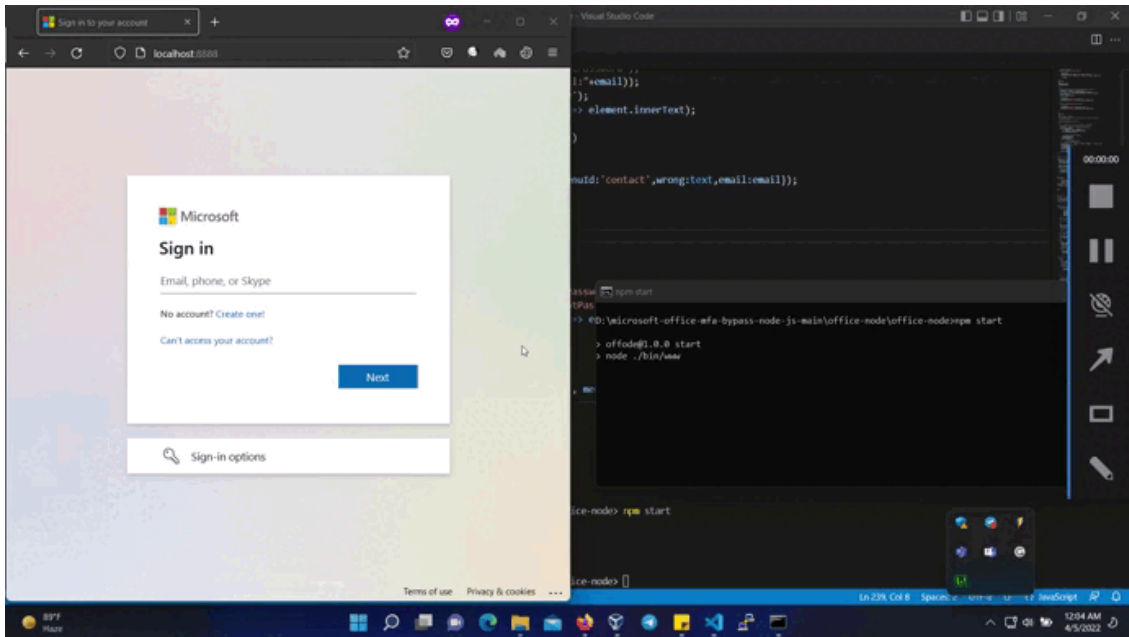 Sign in to your account
- Visual Studio Code
localhost:8888
l:"+email));
');
=> element.innerText);
)
nuId:'contact',wrong:text,email:email});
00:00:00
Microsoft
Sign in
Email, phone, or Skype
No account? Create one!
Can't access your account?
Next
Sign-in options
Terms of use Privacy & cookies ...
npm start
D:\microsoft-office-mfa-bypass-node-js-main\office-node\office-node>npm start
> offode@1.0.0 start
> node ./bin/www
ice-node> npm start
ice-node>
Ln 239, Col 8 JavaScript
89°F
Haze
12:04 AM
4/5/2022